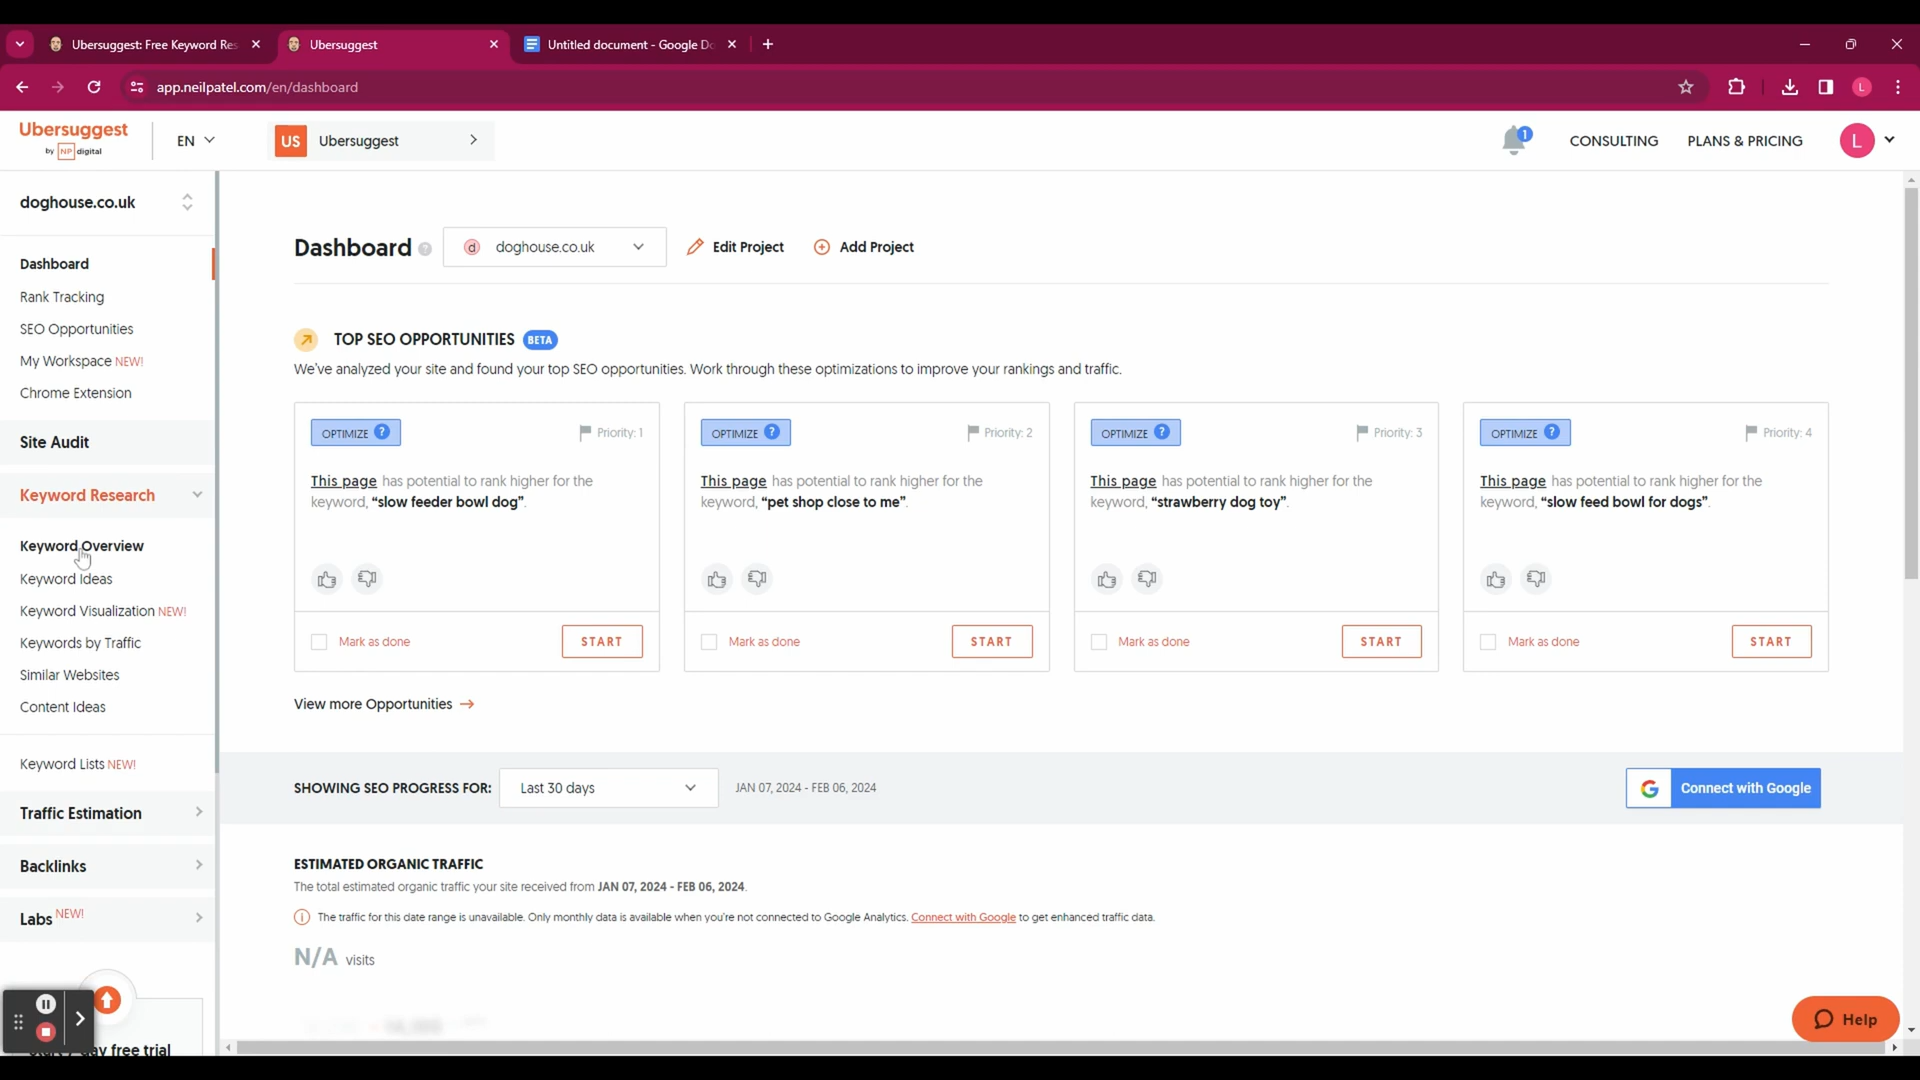 Ubersuggest: Free Keyword Res
Ubersuggest
Untitled document - Google Do
app.neilpatel.com/en/dashboard
L
Ubersuggest
by NP digital
EN
US Ubersuggest
1
CONSULTING
PLANS & PRICING
L
doghouse.co.uk
Dashboard
Rank Tracking
SEO Opportunities
My Workspace NEW!
Chrome Extension
Site Audit
Keyword Research
Keyword Overview
Keyword Ideas
Keyword Visualization NEW!
Keywords by Traffic
Similar Websites
Content Ideas
Keyword Lists NEW!
Traffic Estimation
Backlinks
Labs NEW!
day free trial
Dashboard ?
d doghouse.co.uk
Edit Project
Add Project
TOP SEO OPPORTUNITIES BETA
We've analyzed your site and found your top SEO opportunities. Work through these optimizations to improve your rankings and traffic.
OPTIMIZE ?
Priority: 1
This page has potential to rank higher for the
keyword, “slow feeder bowl dog”.
Mark as done
START
OPTIMIZE ?
Priority: 2
This page has potential to rank higher for the
keyword, “pet shop close to me”.
Mark as done
START
OPTIMIZE ?
Priority: 3
This page has potential to rank higher for the
keyword, “strawberry dog toy”.
Mark as done
START
OPTIMIZE ?
Priority: 4
This page has potential to rank higher for the
keyword, “slow feed bowl for dogs”.
Mark as done
START
View more Opportunities
SHOWING SEO PROGRESS FOR:
Last 30 days
JAN 07, 2024 - FEB 06, 2024
G Connect with Google
ESTIMATED ORGANIC TRAFFIC
The total estimated organic traffic your site received from JAN 07, 2024 - FEB 06, 2024.
The traffic for this date range is unavailable. Only monthly data is available when you're not connected to Google Analytics. Connect with Google to get enhanced traffic data.
N/A visits
Help